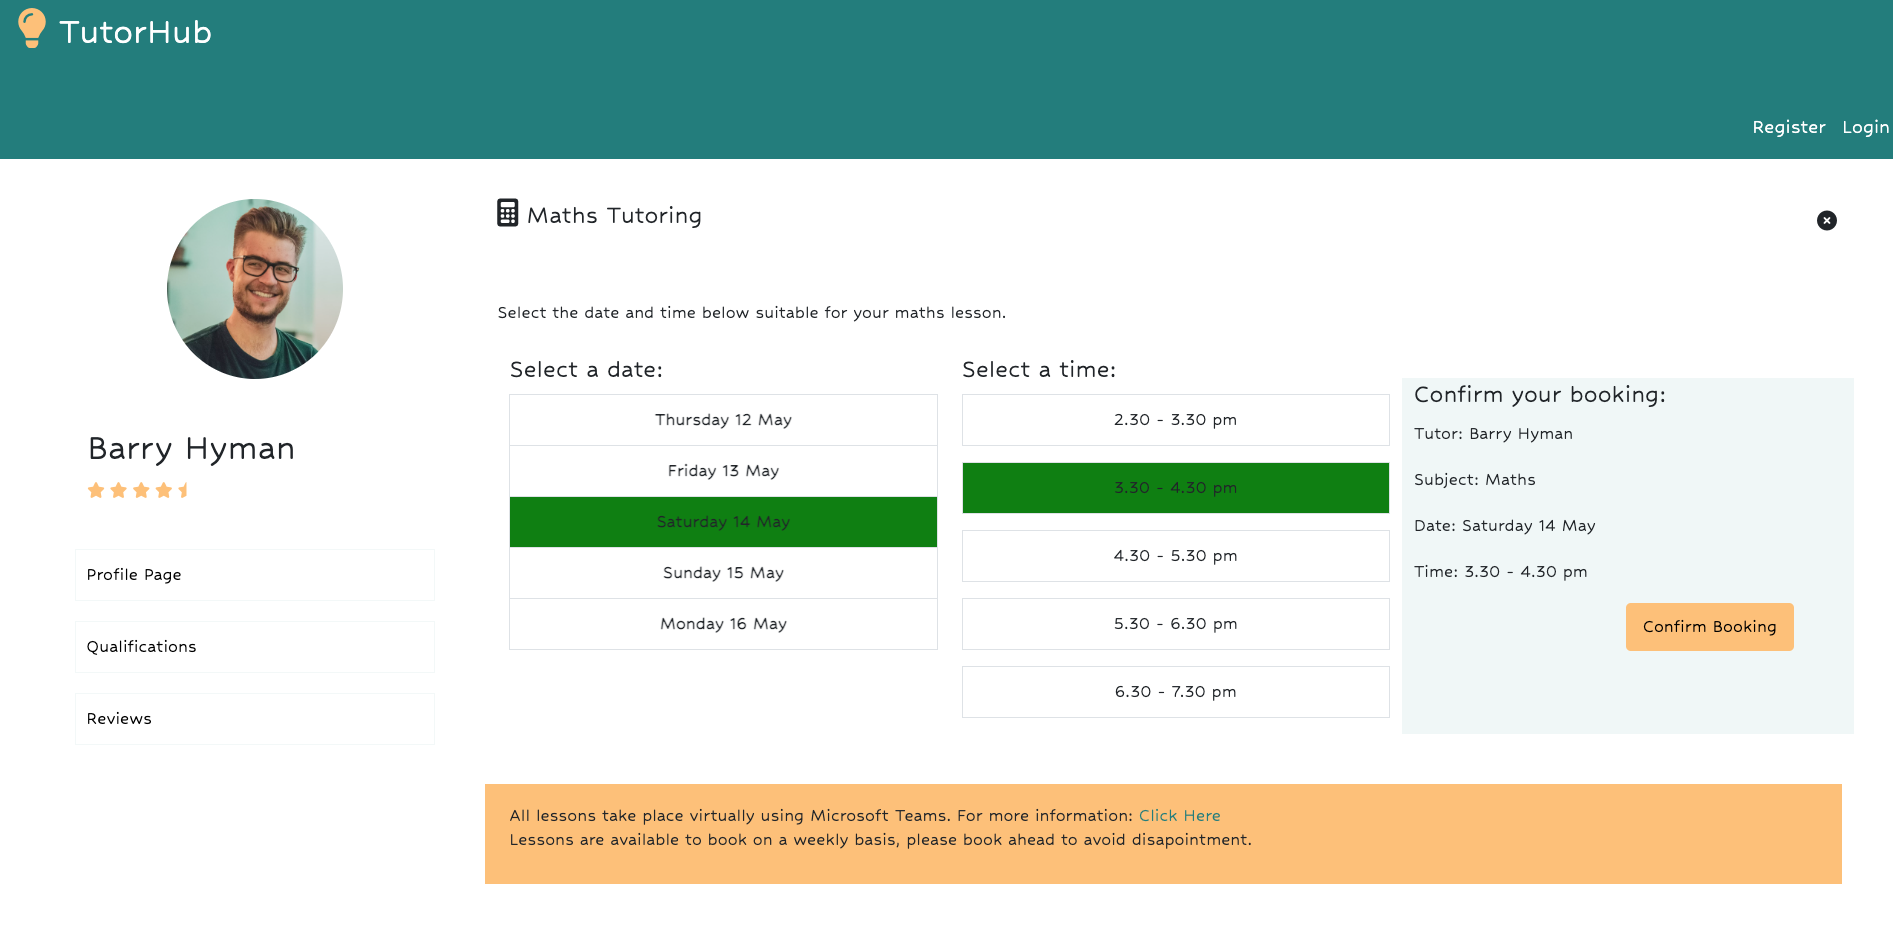 TutorHub
Register Login
Maths Tutoring
Select the date and time below suitable for your maths lesson.
Barry Hyman
Profile Page
Qualifications
Reviews
Select a date:
Thursday 12 May
Friday 13 May
Saturday 14 May
Sunday 15 May
Monday 16 May
Select a time:
2.30 - 3.30 pm
3.30 - 4.30 pm
4.30 - 5.30 pm
5.30 - 6.30 pm
6.30 - 7.30 pm
Confirm your booking:
Tutor: Barry Hyman
Subject: Maths
Date: Saturday 14 May
Time: 3.30 - 4.30 pm
Confirm Booking
All lessons take place virtually using Microsoft Teams. For more information: Click Here
Lessons are available to book on a weekly basis, please book ahead to avoid disapointment.